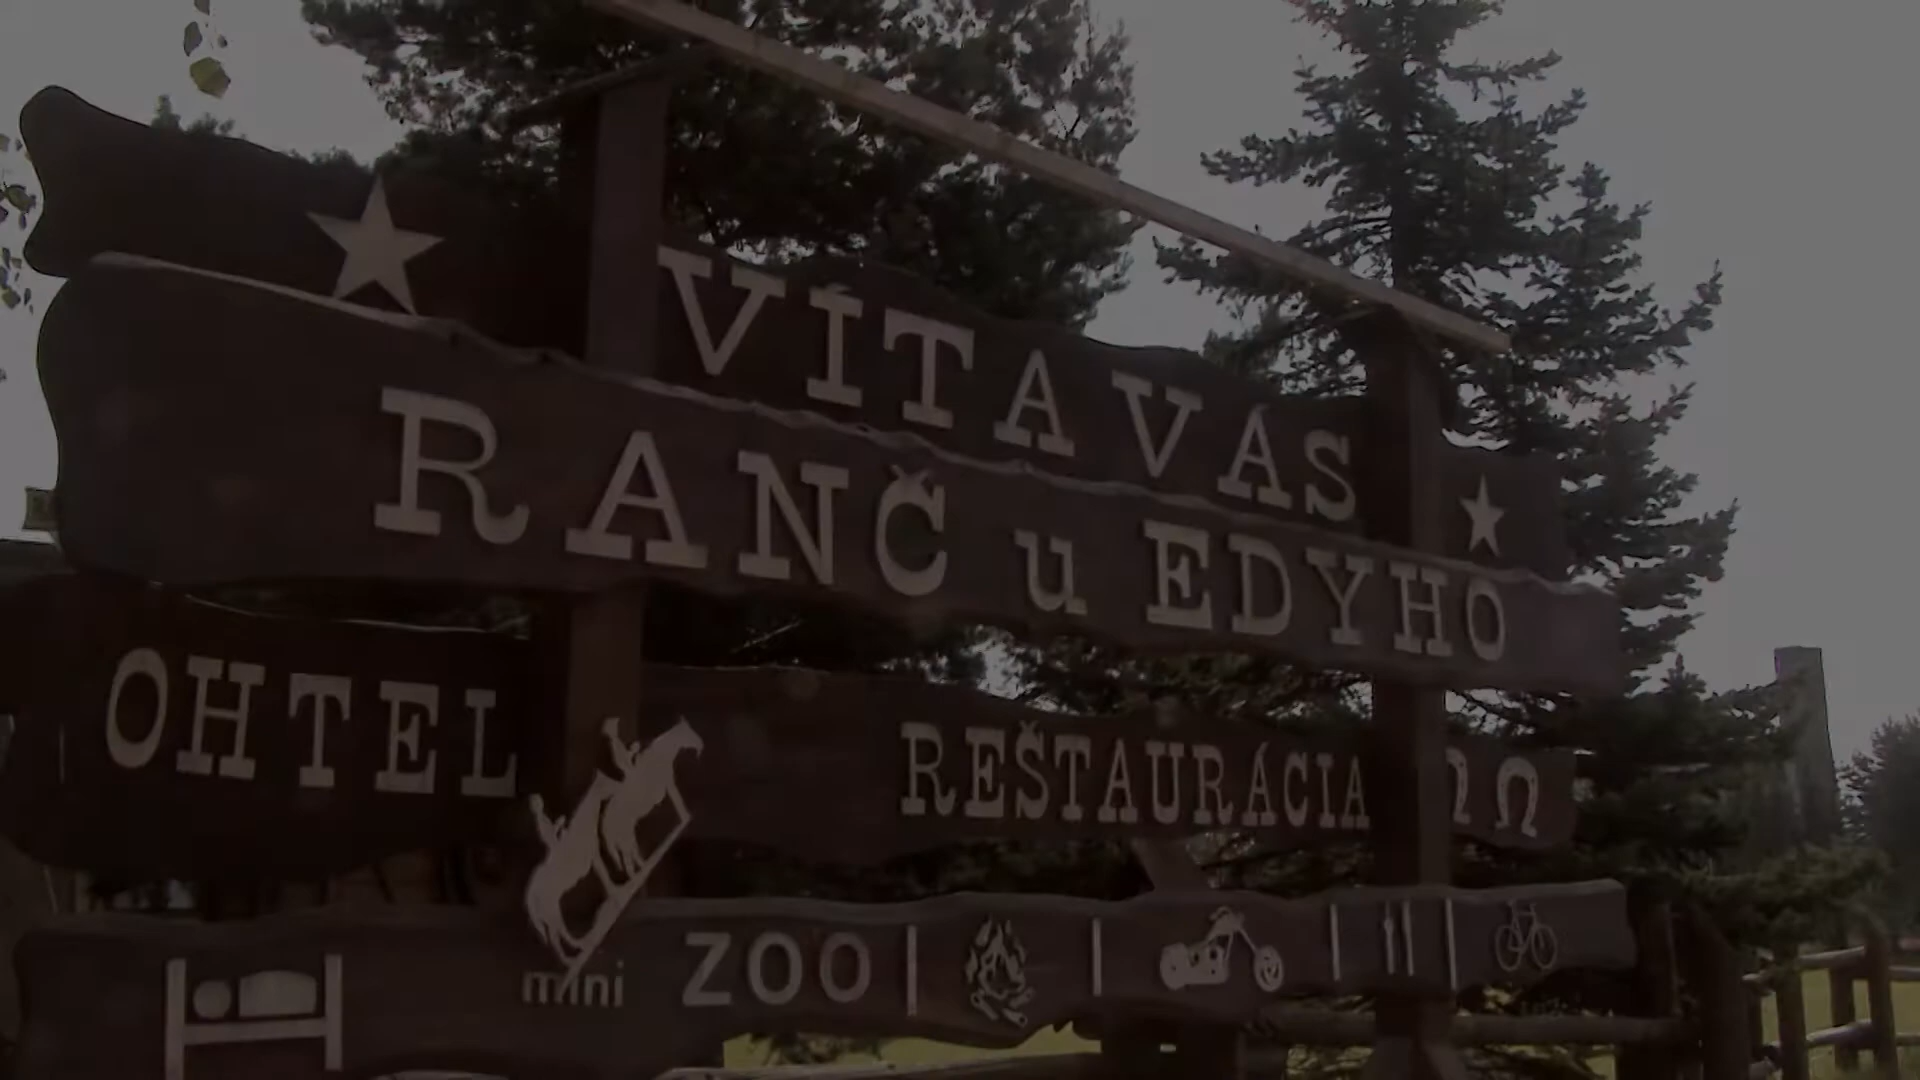 VÍTA VÁS
RANČ u EDYHO
OHTEL
REŠTAURÁCIA
mini ZOO